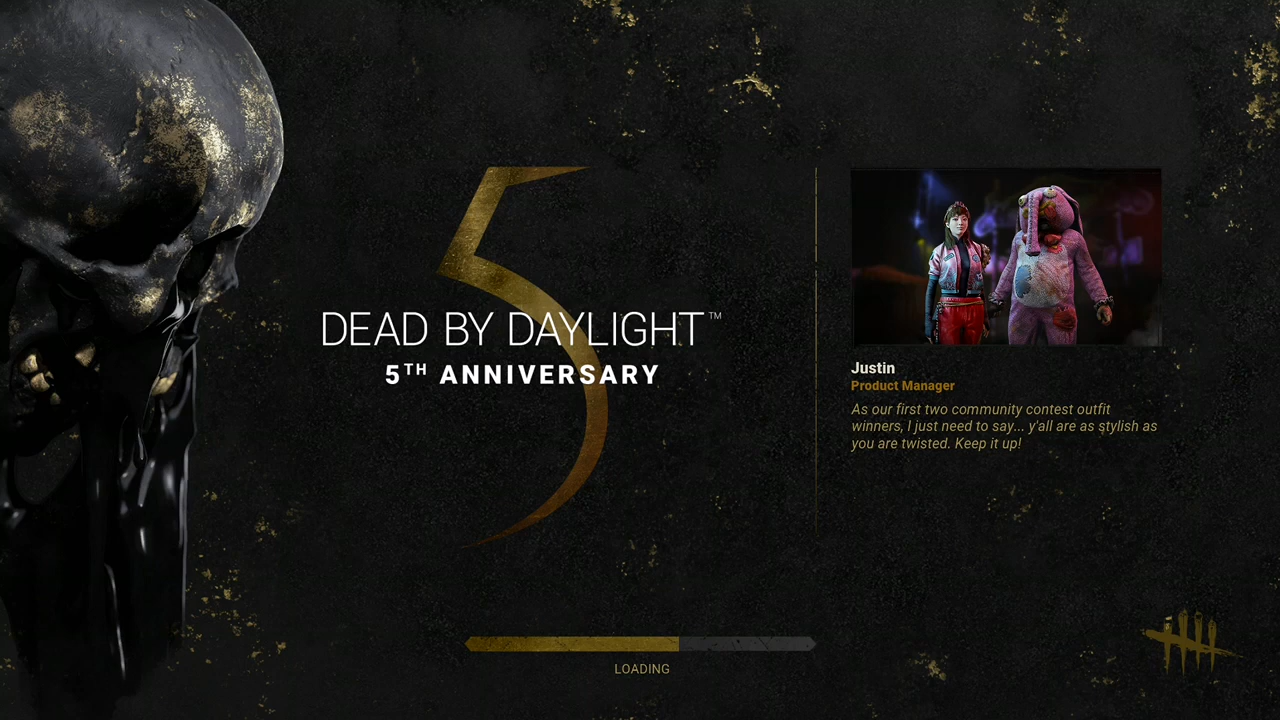 5
DEAD BY DAYLIGHT™
5TH ANNIVERSARY
Justin
Product Manager
As our first two community contest outfit
winners, I just need to say... y'all are as stylish as
you are twisted. Keep it up!
LOADING